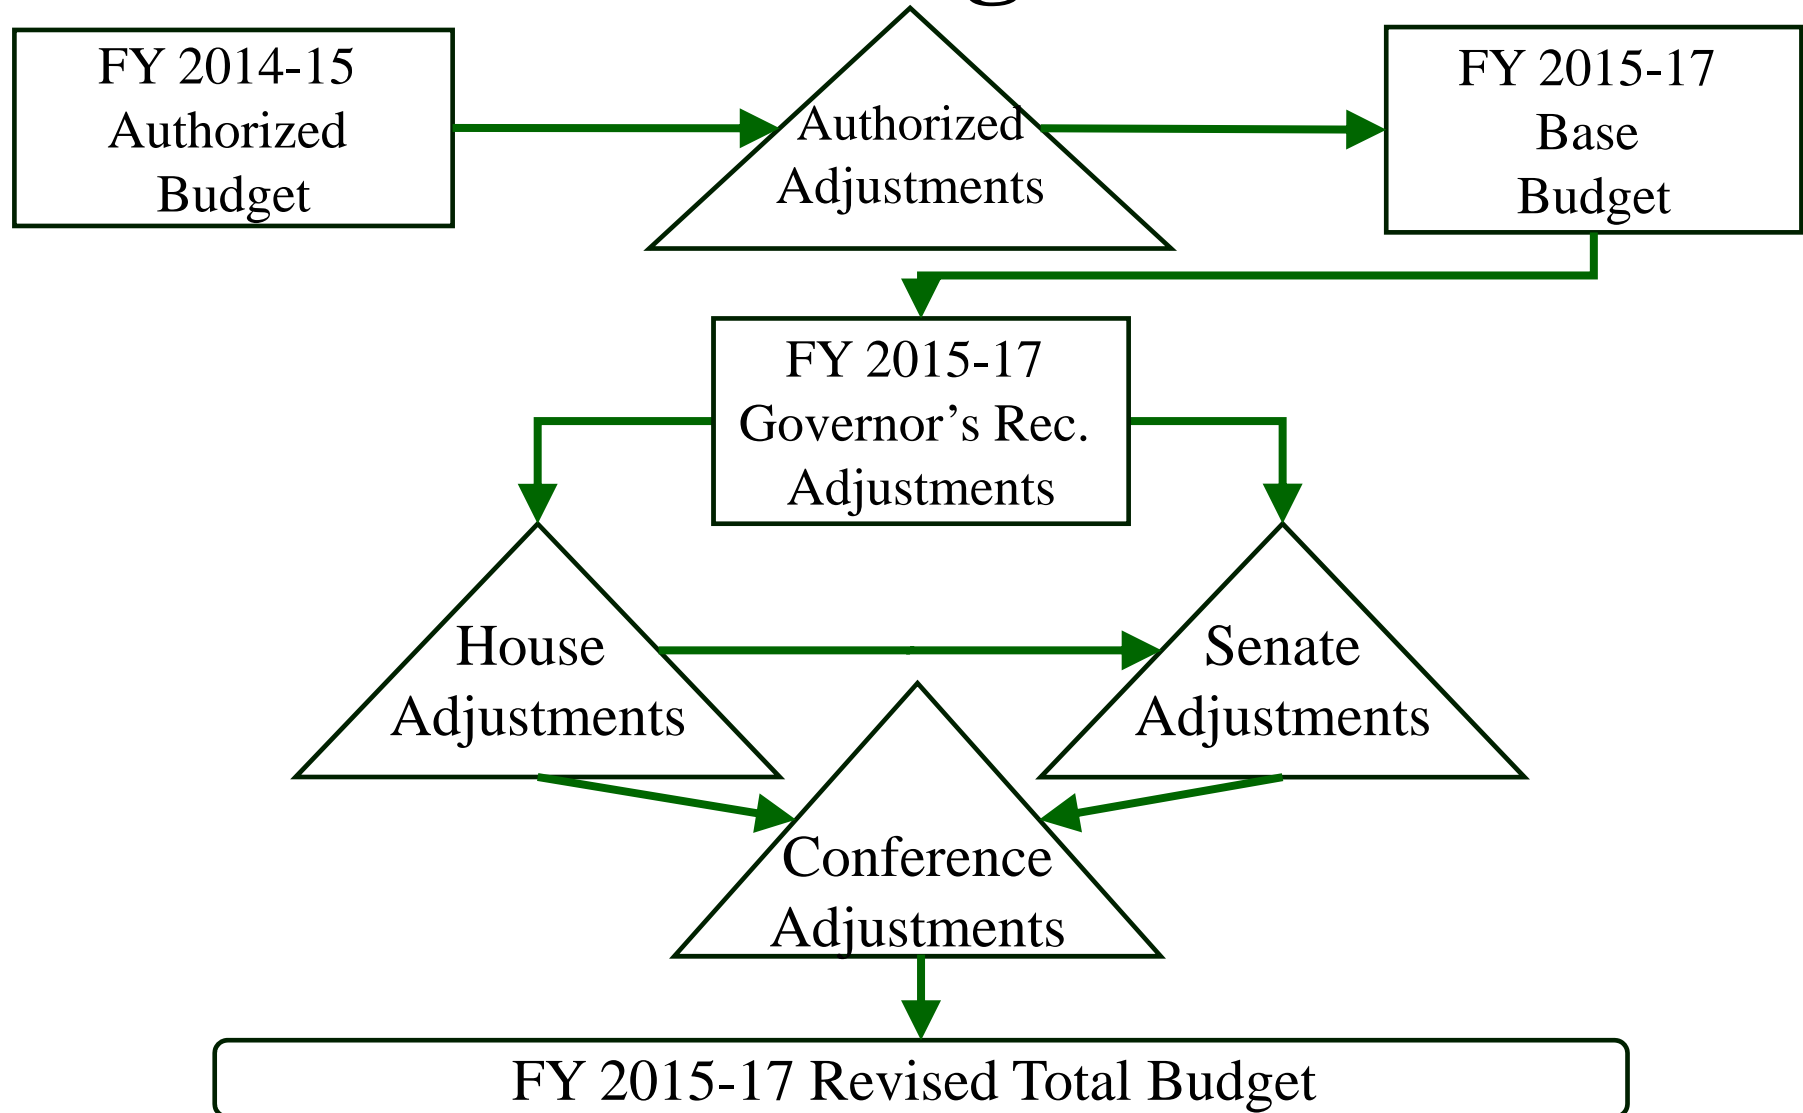 FY 2014-15
Authorized
Budget
Authorized
Adjustments
FY 2015-17
Base
Budget
FY 2015-17
Governor’s Rec.
Adjustments
House
Adjustments
Senate
Adjustments
Conference
Adjustments
FY 2015-17 Revised Total Budget